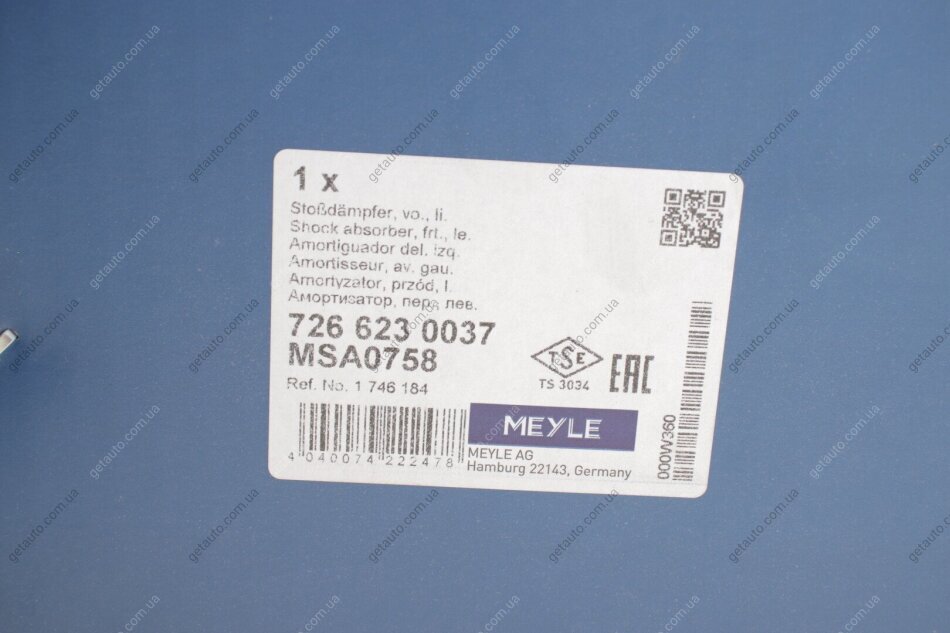 1 x
Stoßdämpfer, vo., li.
Shock absorber, frt., le.
Amortiguador del. izq.
Amortisseur, av. gau.
Amortyzator, przód, l.
Амортизатор, пер., лев.
726 623 0037
MSA0758
Ref. No. 1 746 184
4 040074 222478
TSE
TS 3034
EAC
MEYLE
MEYLE AG
Hamburg 22143, Germany
000W360
getauto.com.ua